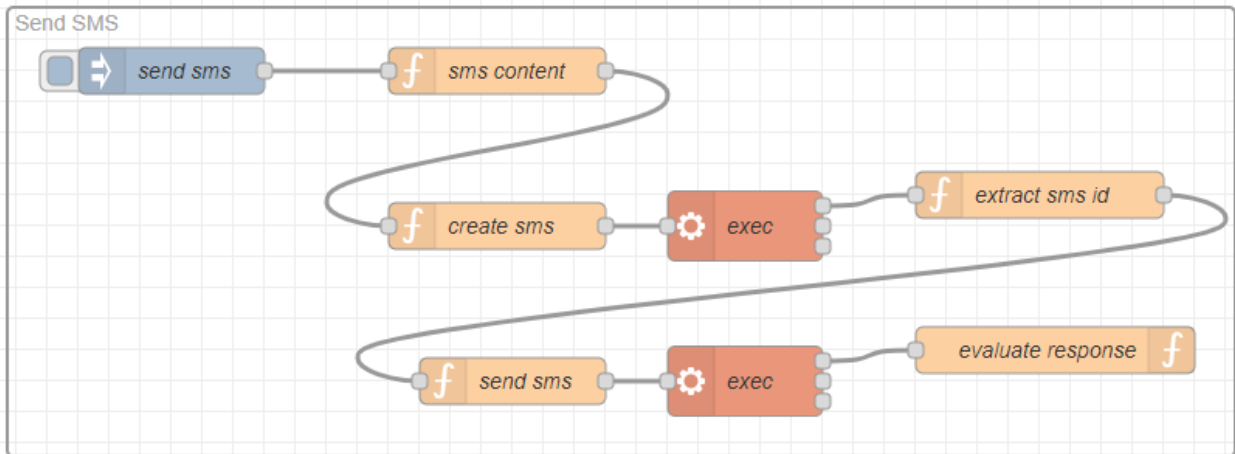 Send SMS
send sms
sms content
create sms
exec
extract sms id
send sms
exec
evaluate response